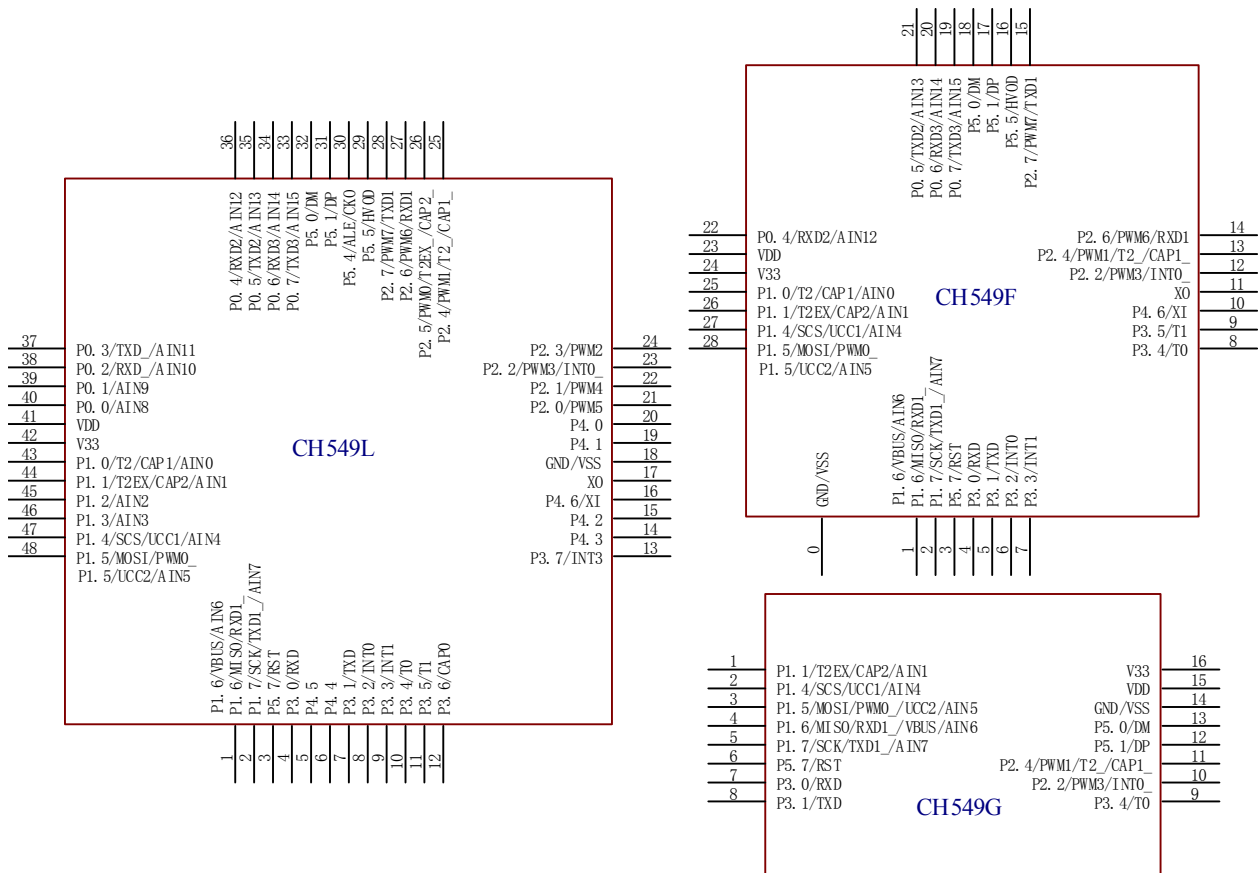 36 35 34 33 32 31 30 29 28 27 26 25
P0.4/RXD2/AIN12
P0.5/TXD2/AIN13
P0.6/RXD3/AIN14
P0.7/TXD3/AIN15
P5.0/DM
P5.1/DP
P5.4/ALE/CKO
P5.5/HVOD
P2.7/PWM7/TXD1
P2.6/PWM6/RXD1
P2.5/PWM0/T2EX_/CAP2_
P2.4/PWM1/T2_/CAP1_
37 P0.3/TXD_/AIN11
38 P0.2/RXD_/AIN10
39 P0.1/AIN9
40 P0.0/AIN8
41 VDD
42 V33
43 P1.0/T2/CAP1/AIN0
44 P1.1/T2EX/CAP2/AIN1
45 P1.2/AIN2
46 P1.3/AIN3
47 P1.4/SCS/UCC1/AIN4
48 P1.5/MOSI/PWM0_
P1.5/UCC2/AIN5
CH549L
P2.3/PWM2 24
P2.2/PWM3/INT0_ 23
P2.1/PWM4 22
P2.0/PWM5 21
P4.0 20
P4.1 19
GND/VSS 18
XO 17
P4.6/XI 16
P4.2 15
P4.3 14
P3.7/INT3 13
P1.6/VBUS/AIN6
P1.6/MISO/RXD1_
P1.7/SCK/TXD1_/AIN7
P5.7/RST
P3.0/RXD
P4.5
P4.4
P3.1/TXD
P3.2/INT0
P3.3/INT1
P3.4/T0
P3.5/T1
P3.6/CAP0
1 2 3 4 5 6 7 8 9 10 11 12
21 20 19 18 17 16 15
P0.5/TXD2/AIN13
P0.6/RXD3/AIN14
P0.7/TXD3/AIN15
P5.0/DM
P5.1/DP
P5.5/HVOD
P2.7/PWM7/TXD1
22 P0.4/RXD2/AIN12
23 VDD
24 V33
25 P1.0/T2/CAP1/AIN0
26 P1.1/T2EX/CAP2/AIN1
27 P1.4/SCS/UCC1/AIN4
28 P1.5/MOSI/PWM0_
P1.5/UCC2/AIN5
CH549F
P2.6/PWM6/RXD1 14
P2.4/PWM1/T2_/CAP1_ 13
P2.2/PWM3/INT0_ 12
XO 11
P4.6/XI 10
P3.5/T1 9
P3.4/T0 8
GND/VSS
P1.6/VBUS/AIN6
P1.6/MISO/RXD1_
P1.7/SCK/TXD1_/AIN7
P5.7/RST
P3.0/RXD
P3.1/TXD
P3.2/INT0
P3.3/INT1
0 1 2 3 4 5 6 7
1 P1.1/T2EX/CAP2/AIN1
2 P1.4/SCS/UCC1/AIN4
3 P1.5/MOSI/PWM0_/UCC2/AIN5
4 P1.6/MISO/RXD1_/VBUS/AIN6
5 P1.7/SCK/TXD1_/AIN7
6 P5.7/RST
7 P3.0/RXD
8 P3.1/TXD
CH549G
V33 16
VDD 15
GND/VSS 14
P5.0/DM 13
P5.1/DP 12
P2.4/PWM1/T2_/CAP1_ 11
P2.2/PWM3/INT0_ 10
P3.4/T0 9